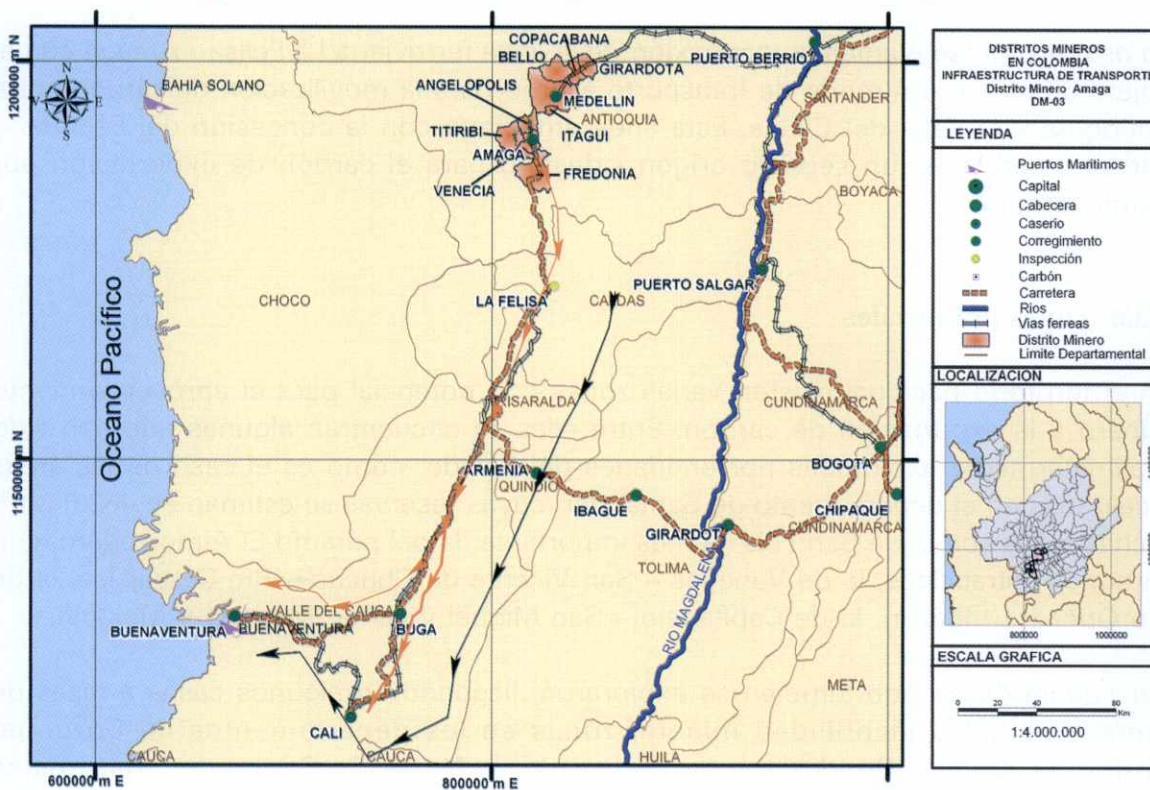 COPACABANA
BELLO
GIRARDOTA
PUERTO BERRIO
BAHIA SOLANO
ANGELOPOLIS
MEDELLIN
SANTANDER
ANTIOQUIA
ITAGUI
TITIRIBI
AMAGA
FREDONIA
VENECIA
BOYACA
CHOCO
LA FELISA
CALDAS
PUERTO SALGAR
Oceano Pacífico
RISARALDA
CUNDINAMARCA
ARMENIA
QUINDIO
BOGOTA
IBAGUE
CHIPAQUE
GIRARDOT
CUNDINAMARCA
TOLIMA
RIO MAGDALENA
VALLE DEL CAUCA
BUENAVENTURA
BUENAVENTURA
BUGA
META
CALI
CAUCA
CAUCA
HUILA
N
V
E
S
1200000 m N
1150000 m N
600000 m E
800000 m E
DISTRITOS MINEROS
EN COLOMBIA
INFRAESTRUCTURA DE TRANSPORTE
Distrito Minero Amaga
DM-03
LEYENDA
Puertos Maritimos
Capital
Cabecera
Caserio
Corregimiento
Inspección
Carbón
Carretera
Rios
Vias ferreas
Distrito Minero
Limite Departamental
LOCALIZACION
800000
1000000
ESCALA GRAFICA
0 20 40 60 80
Km
1:4.000.000